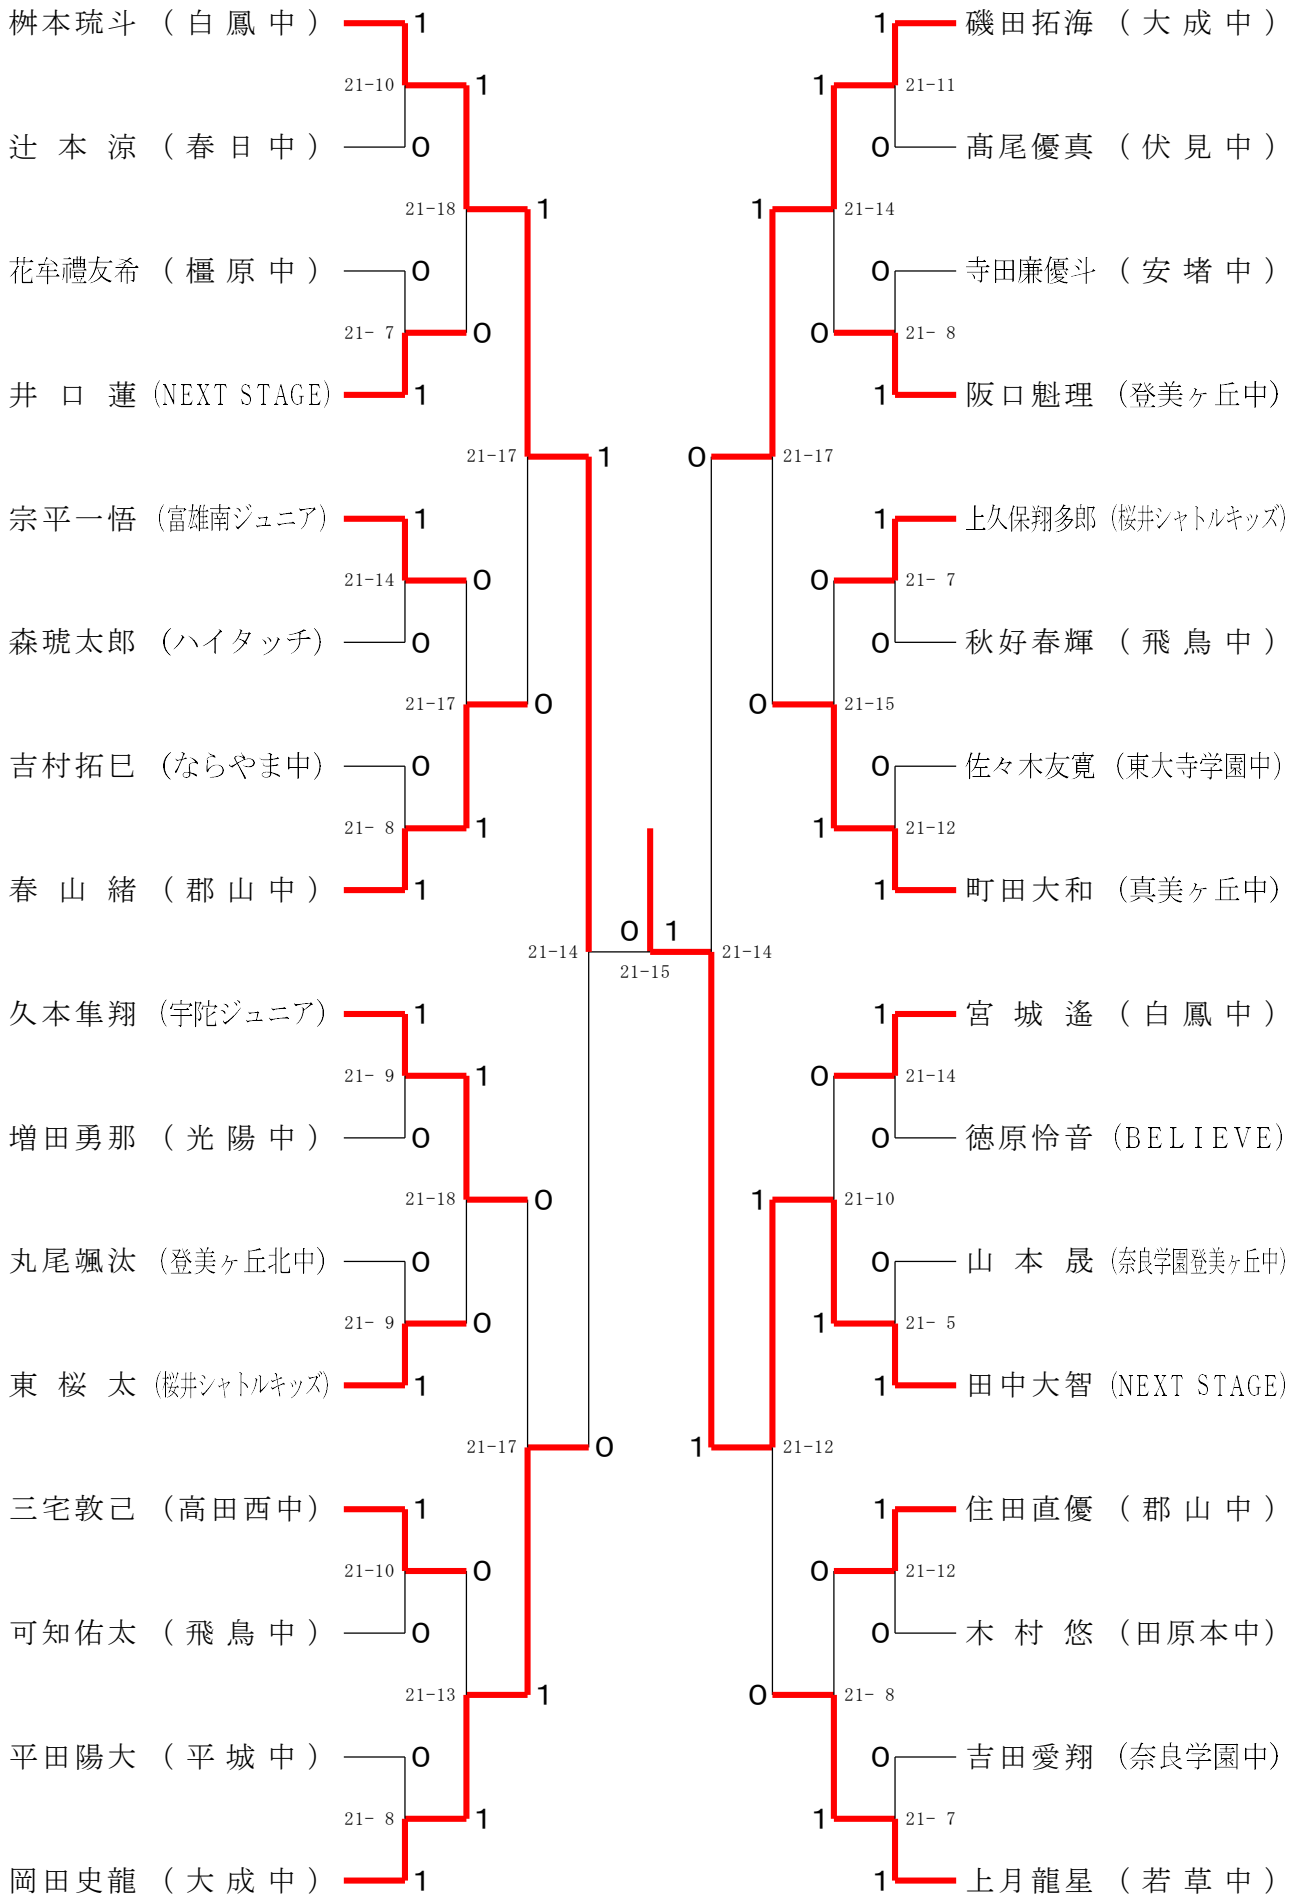 桝本琉斗 (白鳳中) 1
21-10 1
辻本涼 (春日中) 0
21-18 1
花牟禮友希 (橿原中) 0
21- 7 0
井口蓮 (NEXT STAGE) 1
21-17 1
宗平一悟 (富雄南ジュニア) 1
21-14 0
森琥太郎 (ハイタッチ) 0
21-17 0
吉村拓巳 (ならやま中) 0
21- 8 1
春山緒 (郡山中) 1
21-14 0
久本隼翔 (宇陀ジュニア) 1
21- 9 1
増田勇那 (光陽中) 0
21-18 0
丸尾颯汰 (登美ヶ丘北中) 0
21- 9 0
東桜太 (桜井シャトルキッズ) 1
21-17 0
三宅敦己 (高田西中) 1
21-10 0
可知佑太 (飛鳥中) 0
21-13 1
平田陽大 (平城中) 0
21- 8 1
岡田史龍 (大成中) 1
21-15
1 磯田拓海 (大成中)
1 21-11
0 髙尾優真 (伏見中)
1 21-14
0 寺田廉優斗 (安堵中)
0 21- 8
1 阪口魁理 (登美ヶ丘中)
0 21-17
1 上久保翔多郎 (桜井シャトルキッズ)
0 21- 7
0 秋好春輝 (飛鳥中)
0 21-15
0 佐々木友寛 (東大寺学園中)
1 21-12
1 町田大和 (真美ヶ丘中)
1 21-14
1 宮城遙 (白鳳中)
0 21-14
0 徳原怜音 (BELIEVE)
1 21-10
0 山本晟 (奈良学園登美ヶ丘中)
1 21- 5
1 田中大智 (NEXT STAGE)
1 21-12
1 住田直優 (郡山中)
0 21-12
0 木村悠 (田原本中)
0 21- 8
0 吉田愛翔 (奈良学園中)
1 21- 7
1 上月龍星 (若草中)